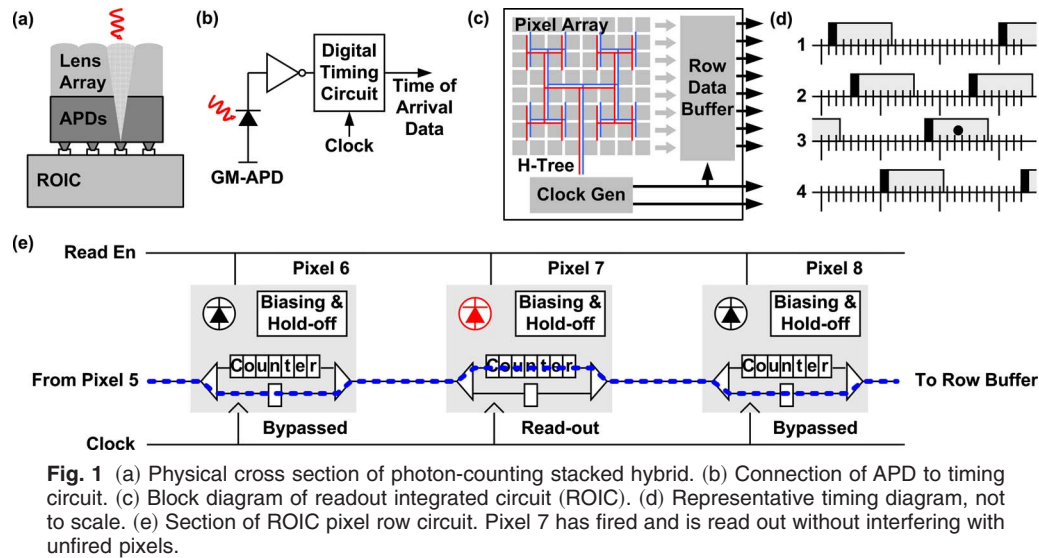 (a)
Lens
Array
APDs
ROIC
(b)
Digital
Timing
Circuit
Time of
Arrival
Data
Clock
GM-APD
(c)
Pixel Array
Row
Data
Buffer
H-Tree
Clock Gen
(d)
1
2
3
4
(e)
Read En
Pixel 6
Pixel 7
Pixel 8
Biasing &
Hold-off
Biasing &
Hold-off
Biasing &
Hold-off
Counter
Counter
Counter
From Pixel 5
To Row Buffer
Bypassed
Read-out
Bypassed
Clock
Fig. 1 (a) Physical cross section of photon-counting stacked hybrid. (b) Connection of APD to timing
circuit. (c) Block diagram of readout integrated circuit (ROIC). (d) Representative timing diagram, not
to scale. (e) Section of ROIC pixel row circuit. Pixel 7 has fired and is read out without interfering with
unfired pixels.